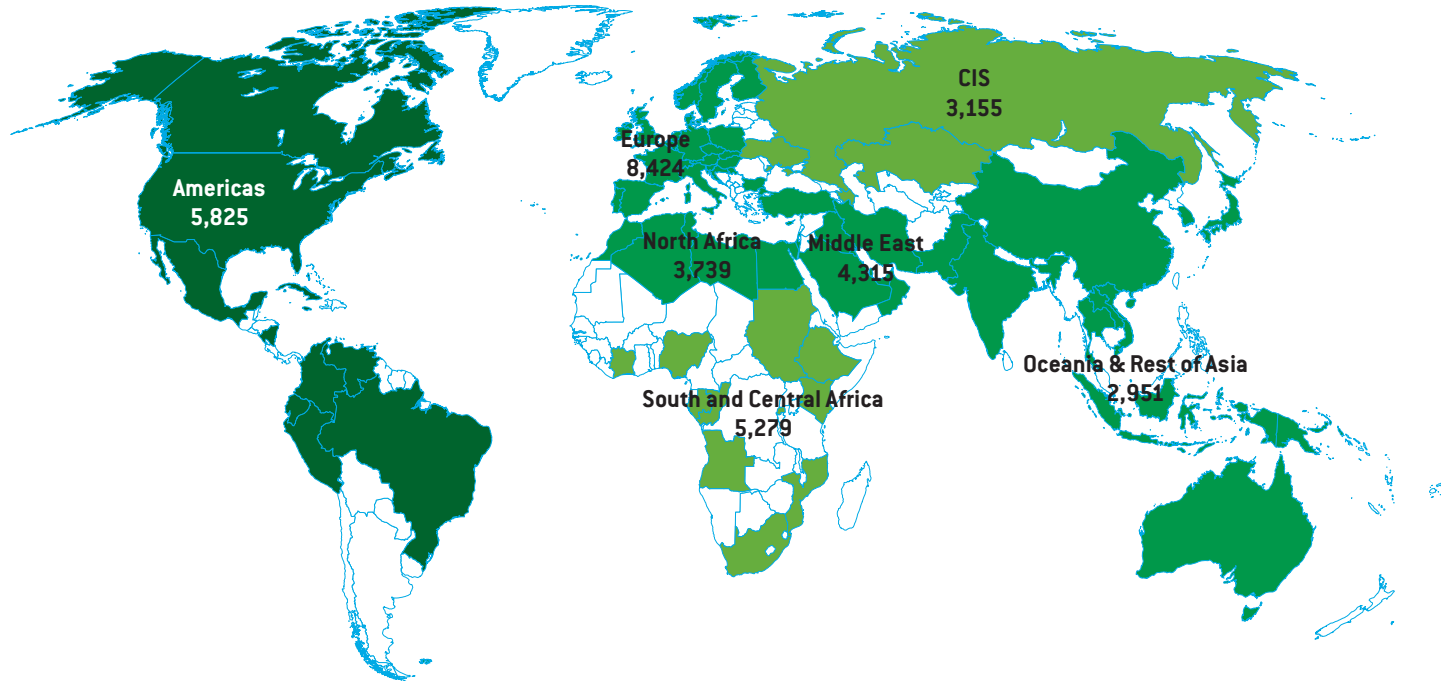 CIS
3,155
Europe
8,424
Americas
5,825
North Africa
3,739
Middle East
4,315
Oceania & Rest of Asia
2,951
South and Central Africa
5,279